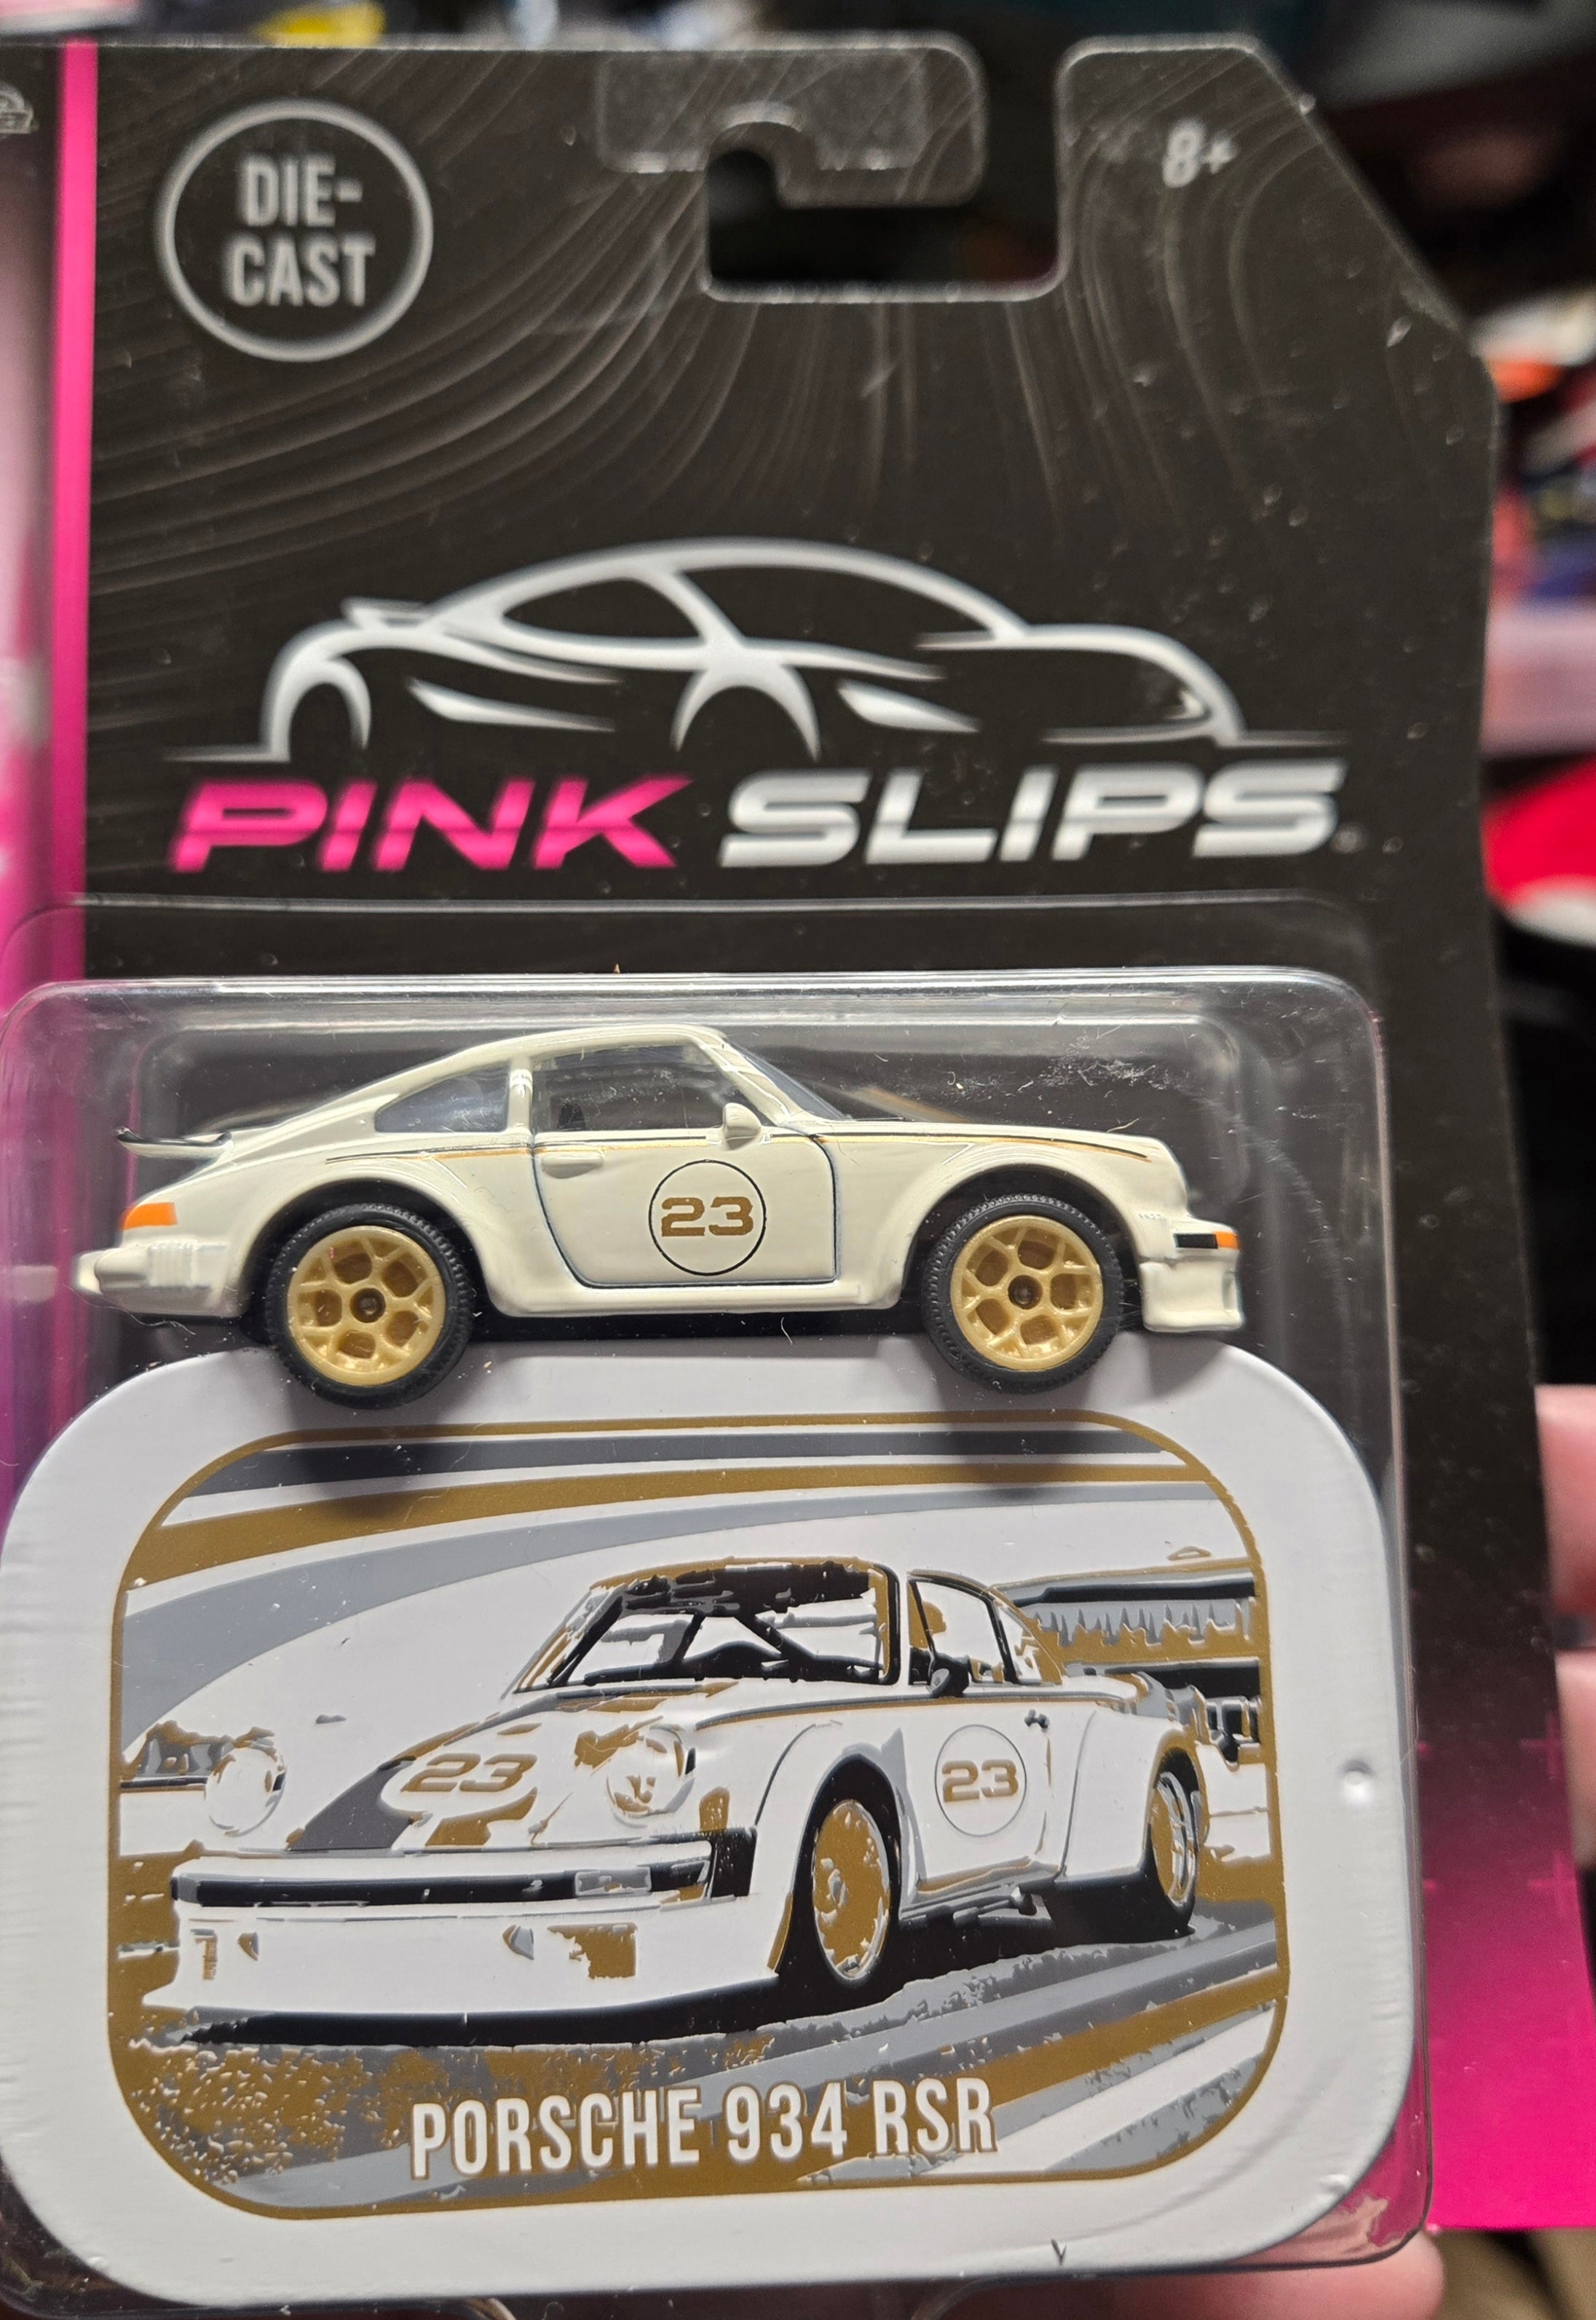 DIE-
CAST
8+
PINK SLIPS
23
23
23
PORSCHE 934 RSR